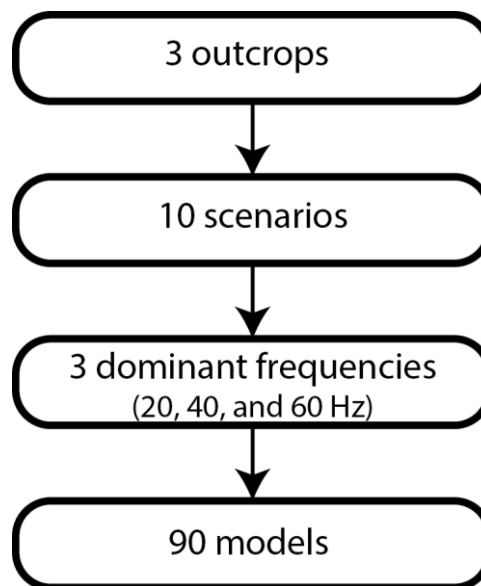 3 outcrops
10 scenarios
3 dominant frequencies
(20, 40, and 60 Hz)
90 models